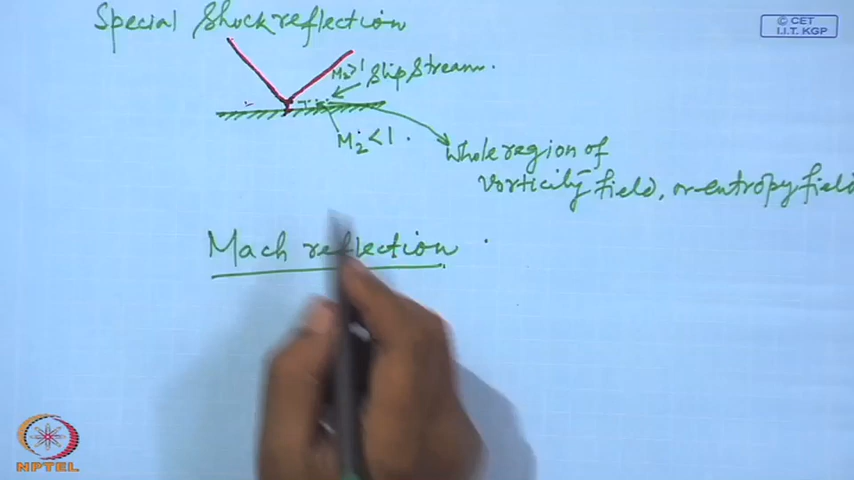 Special Shock reflection
© CET
I.I.T. KGP
M₂>1 Slip Stream.
M₂<1.
Whole region of
Vorticity field, or entropy field
Mach reflection.
NPTEL